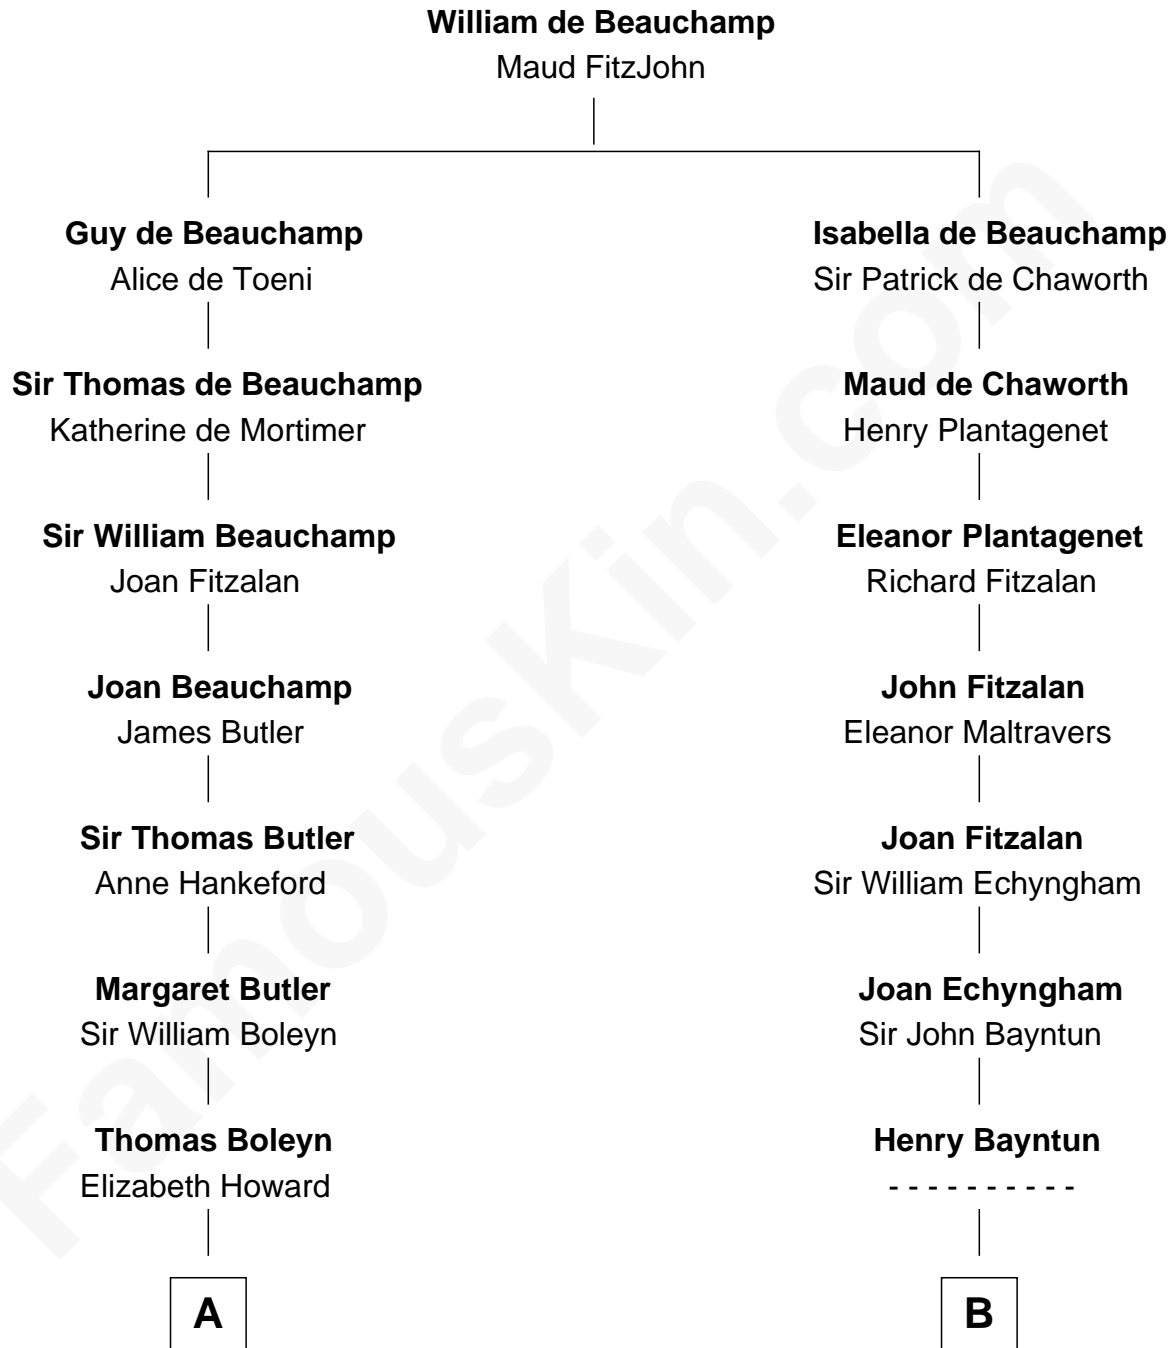 William de Beauchamp
Maud FitzJohn
Guy de Beauchamp
Alice de Toeni
Isabella de Beauchamp
Sir Patrick de Chaworth
Sir Thomas de Beauchamp
Katherine de Mortimer
Maud de Chaworth
Henry Plantagenet
Sir William Beauchamp
Joan Fitzalan
Eleanor Plantagenet
Richard Fitzalan
Joan Beauchamp
James Butler
John Fitzalan
Eleanor Maltravers
Sir Thomas Butler
Anne Hankeford
Joan Fitzalan
Sir William Echyngham
Margaret Butler
Sir William Boleyn
Joan Echyngham
Sir John Bayntun
Thomas Boleyn
Elizabeth Howard
Henry Bayntun
- - - - - - - - - -
A
B
FamousKin.com